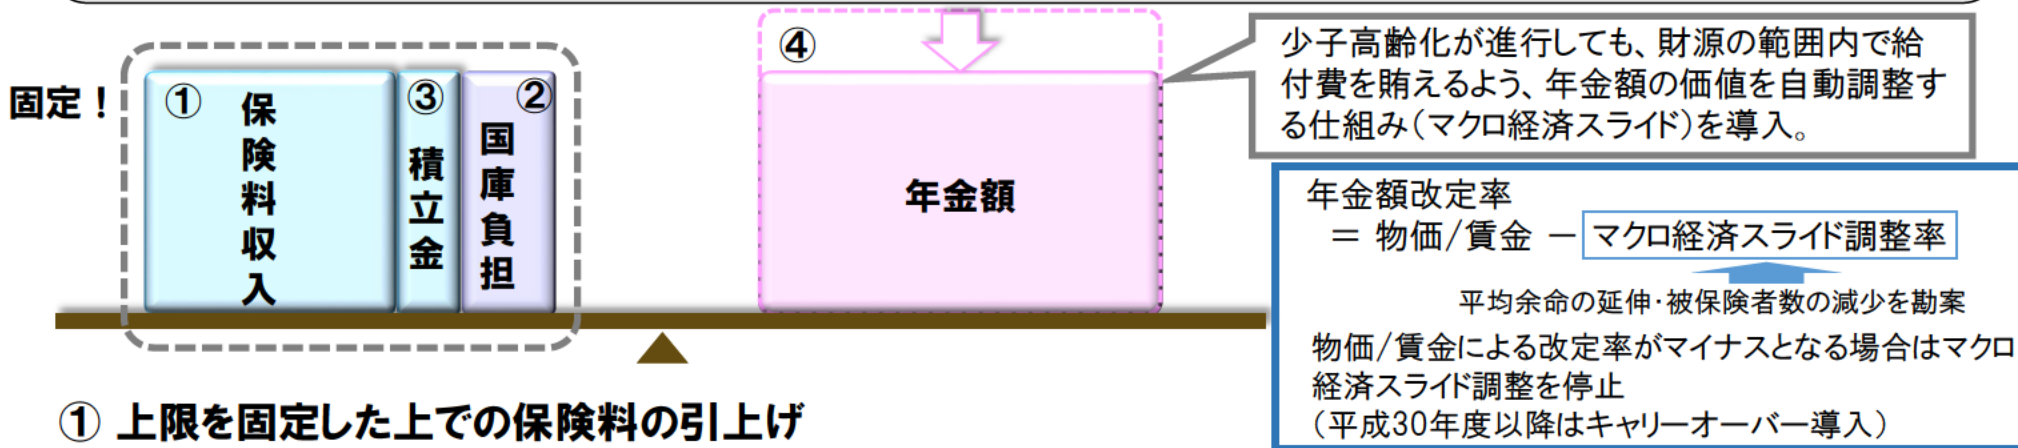 固定！
①
保険料収入
③
積立金
②
国庫負担
④
年金額
少子高齢化が進行しても、財源の範囲内で給
付費を賄えるよう、年金額の価値を自動調整す
る仕組み（マクロ経済スライド）を導入。
年金額改定率
＝ 物価/賃金 － マクロ経済スライド調整率
平均余命の延伸・被保険者数の減少を勘案
物価/賃金による改定率がマイナスとなる場合はマクロ
経済スライド調整を停止
（平成30年度以降はキャリーオーバー導入）
① 上限を固定した上での保険料の引上げ